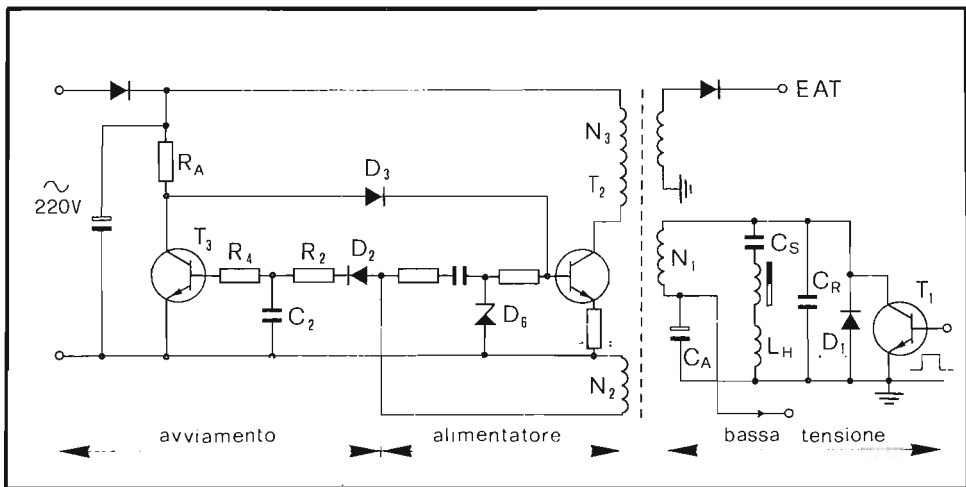 EAT
N3
RA
D3
T2
~
220V
T3
R4
R2
D2
D6
C2
N2
N1
CS
CR
T1
CA
LH
D1
avviamento
alimentatore
bassa tensione